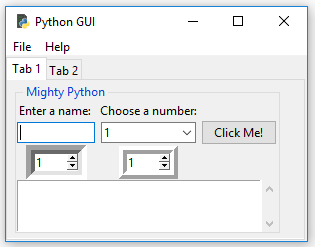 Python GUI
File Help
Tab 1 Tab 2
Mighty Python
Enter a name: Choose a number:
1 Click Me!
1 1